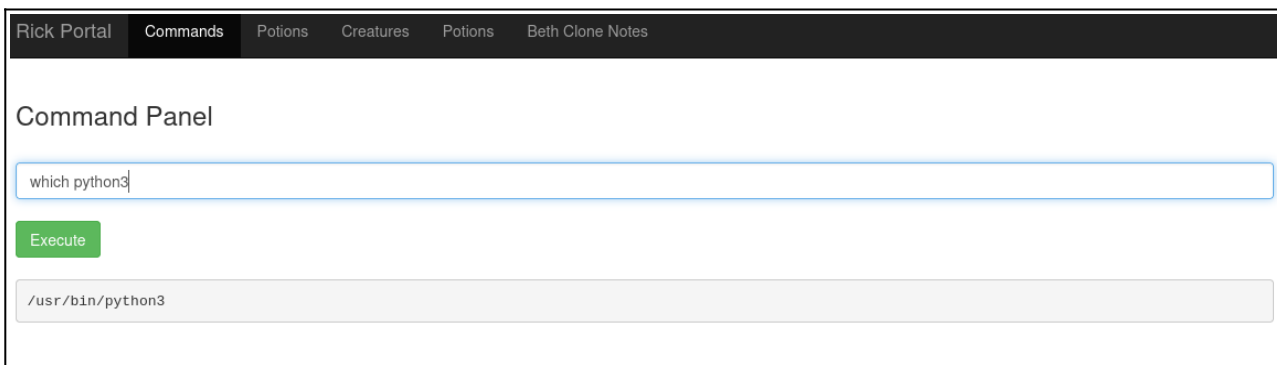 Rick Portal Commands Potions Creatures Potions Beth Clone Notes
Command Panel
which python3
Execute
/usr/bin/python3